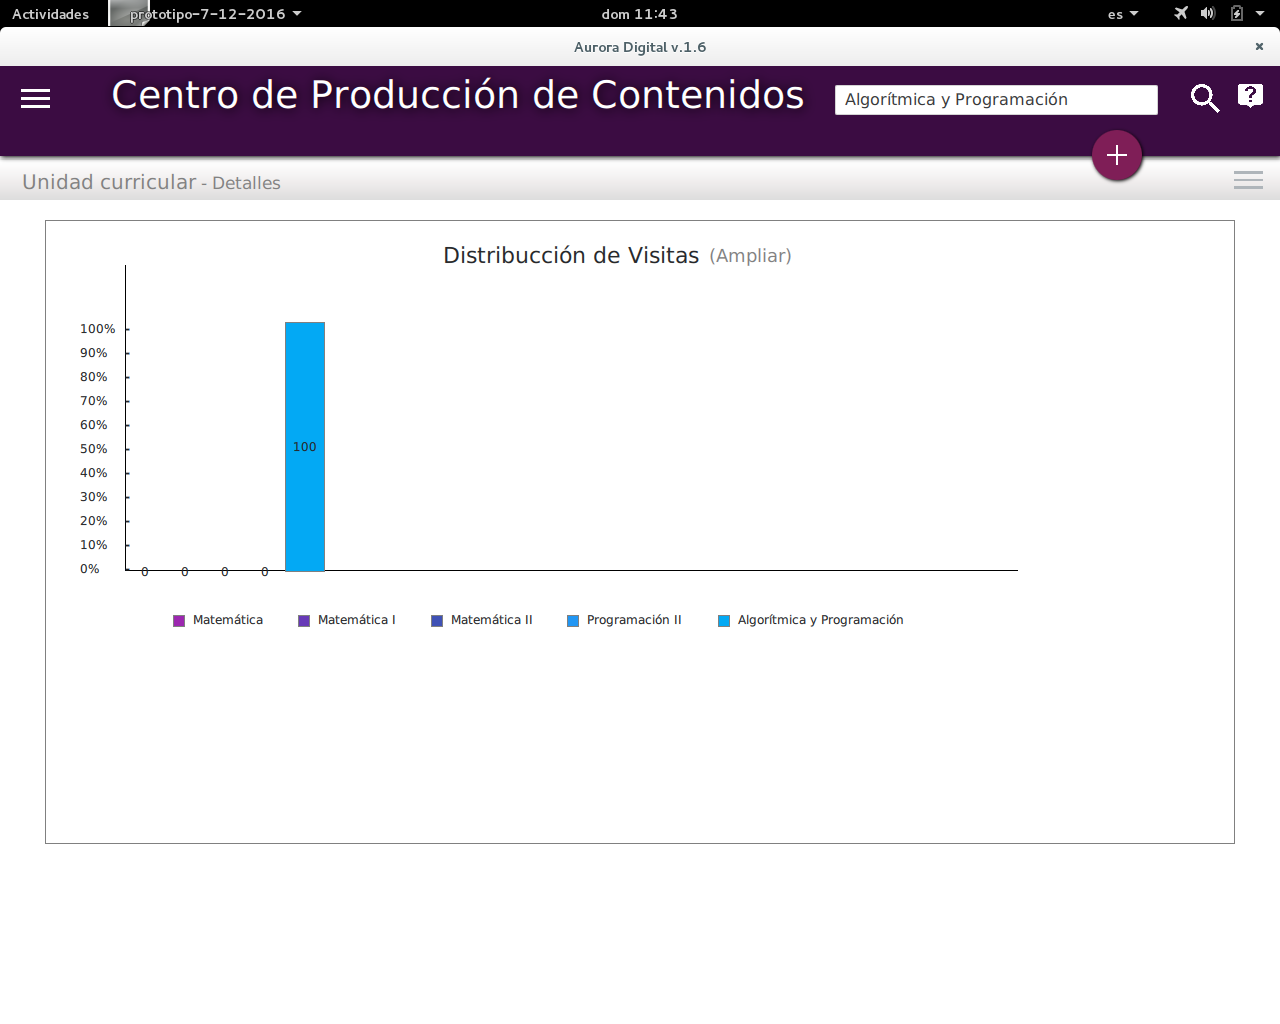 Actividades prototipo-7-12-2016 dom 11:43 es
Aurora Digital v.1.6
Centro de Producción de Contenidos Algorítmica y Programación
Unidad curricular - Detalles
Distribucción de Visitas (Ampliar)
100%
90%
80%
70%
60%
50% 100
40%
30%
20%
10%
0% 0 0 0 0
Matemática Matemática I Matemática II Programación II Algorítmica y Programación